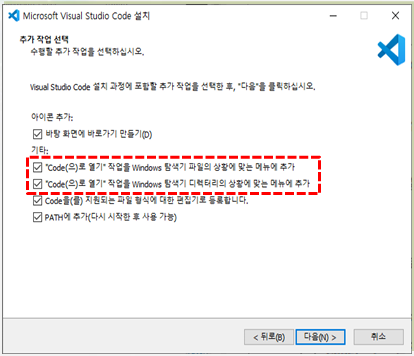 Microsoft Visual Studio Code 설치
추가 작업 선택
수행할 추가 작업을 선택하십시오.
Visual Studio Code 설치 과정에 포함할 추가 작업을 선택한 후, "다음"을 클릭하십시오.
아이콘 추가:
바탕 화면에 바로가기 만들기(D)
기타:
"Code(으)로 열기" 작업을 Windows 탐색기 파일의 상황에 맞는 메뉴에 추가
"Code(으)로 열기" 작업을 Windows 탐색기 디렉터리의 상황에 맞는 메뉴에 추가
Code을(를) 지원되는 파일 형식에 대한 편집기로 등록합니다.
PATH에 추가(다시 시작한 후 사용 가능)
< 뒤로(B) 다음(N) > 취소